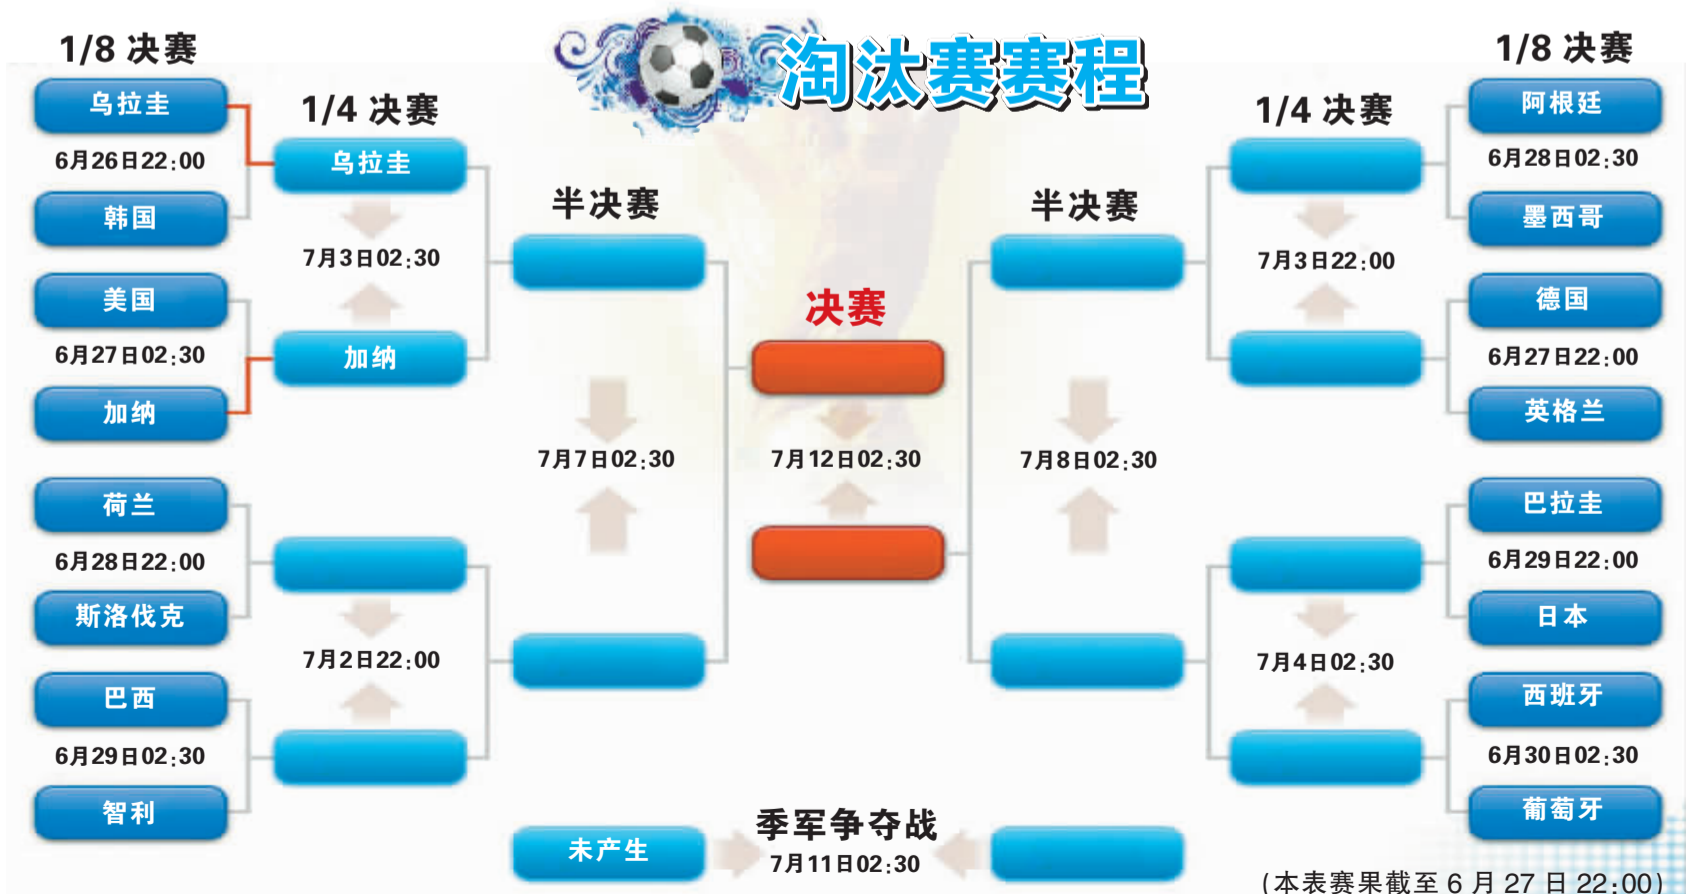 淘汰赛赛程
1/8 决赛
乌拉圭
6月26日22:00
韩国
美国
6月27日02:30
加纳
荷兰
6月28日22:00
斯洛伐克
巴西
6月29日02:30
智利
1/4 决赛
乌拉圭
7月3日02:30
加纳
7月2日22:00
半决赛
7月7日02:30
决赛
7月12日02:30
半决赛
7月8日02:30
1/4 决赛
7月3日22:00
7月4日02:30
1/8 决赛
阿根廷
6月28日02:30
墨西哥
德国
6月27日22:00
英格兰
巴拉圭
6月29日22:00
日本
西班牙
6月30日02:30
葡萄牙
季军争夺战
未产生
7月11日02:30
(本表赛果截至 6 月 27 日 22:00)